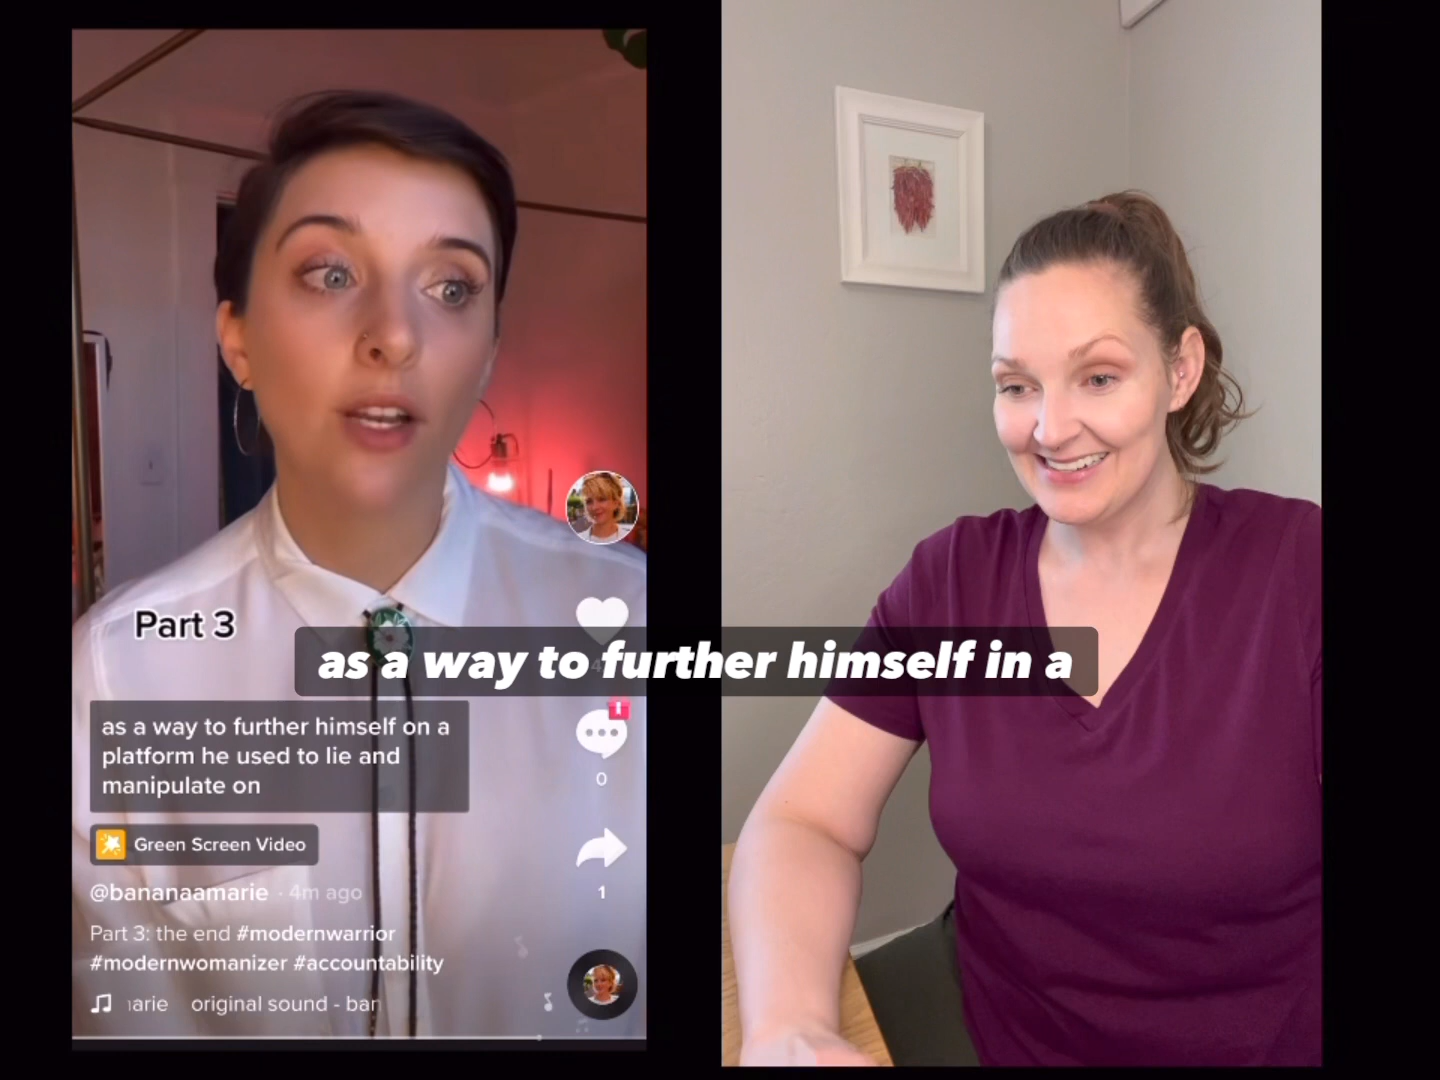 Part 3
as a way to further himself in a
as a way to further himself on a
platform he used to lie and
manipulate on
0
Green Screen Video
1
@bananaamarie · 4m ago
Part 3: the end #modernwarrior
#modernwomanizer #accountability
arie original sound - ban